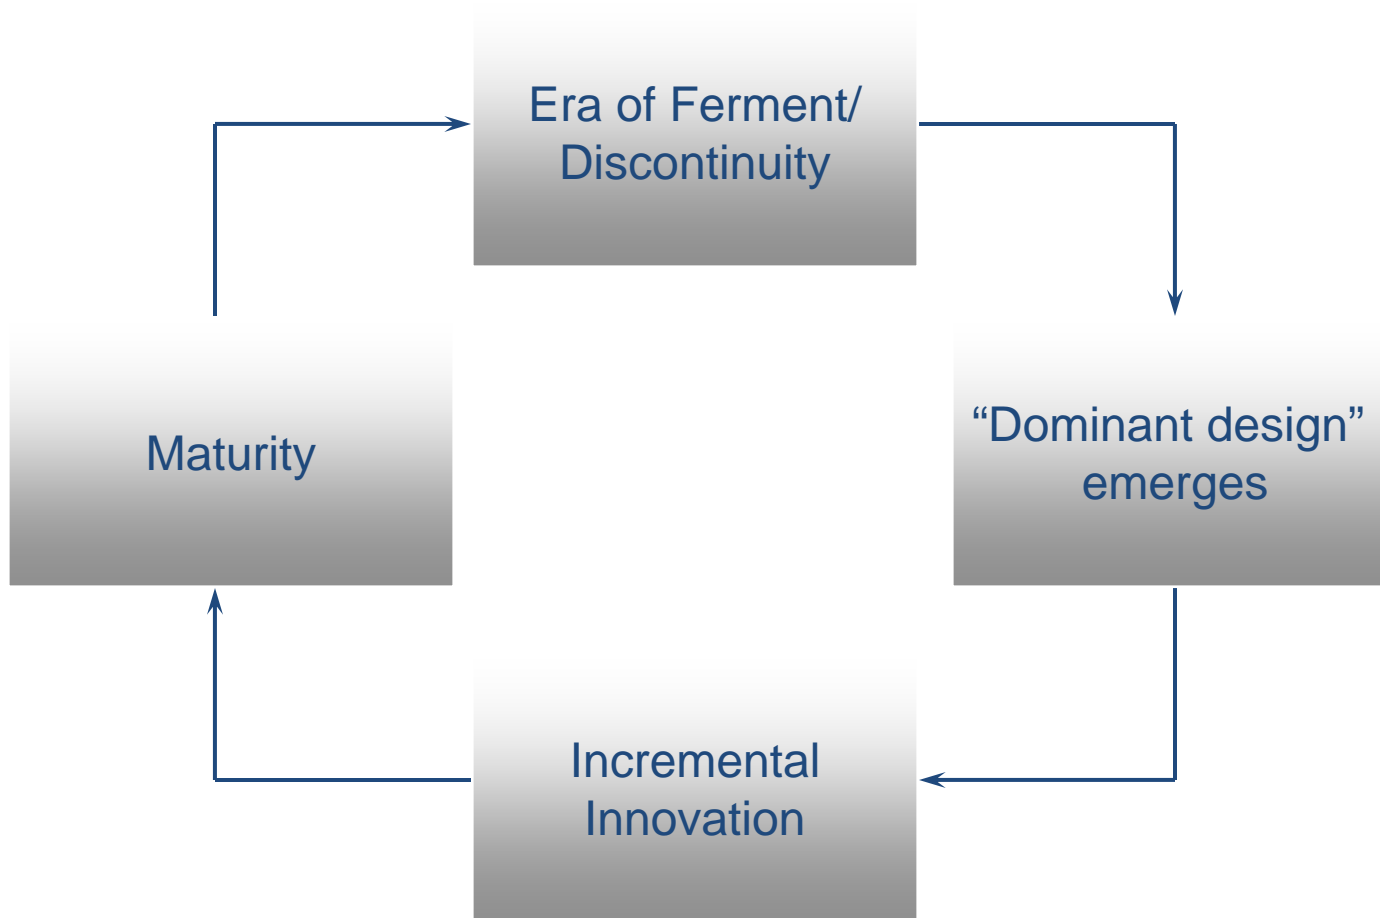 Era of Ferment/
Discontinuity
“Dominant design”
emerges
Incremental
Innovation
Maturity